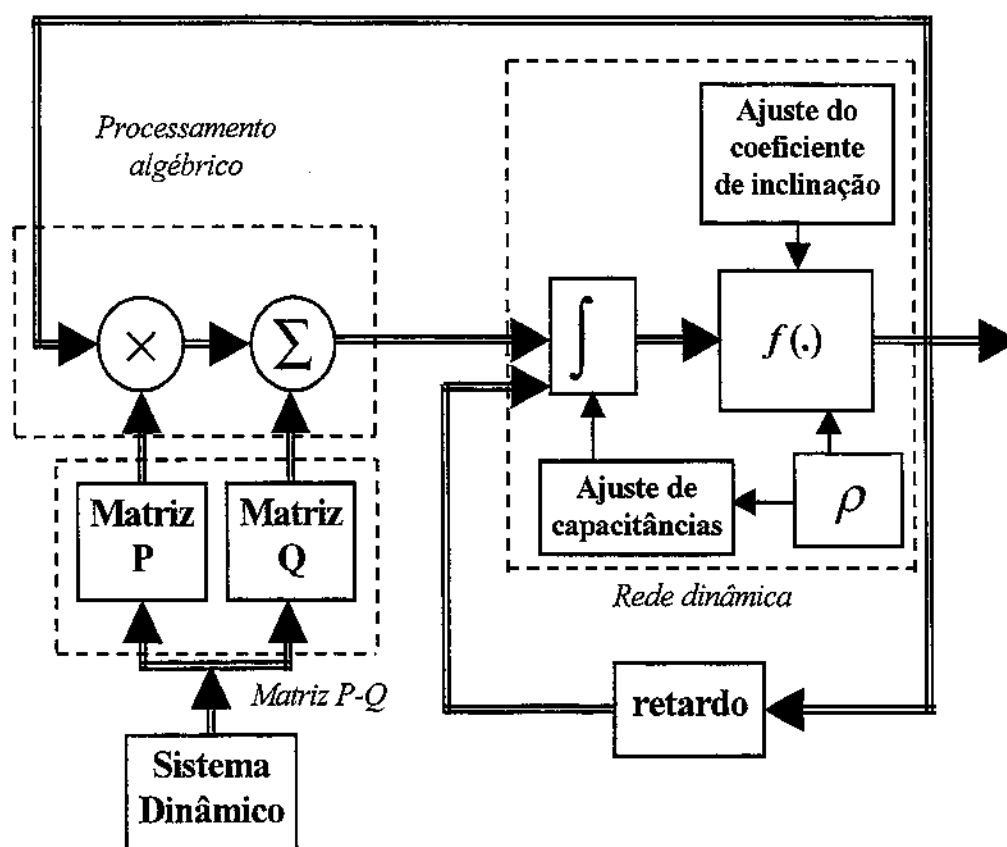 Processamento
algébrico
Ajuste do
coeficiente
de inclinação
×
Σ
∫
f(.)
Matriz
P
Matriz
Q
Ajuste de
capacitâncias
ρ
Rede dinâmica
Matriz P-Q
retardo
Sistema
Dinâmico